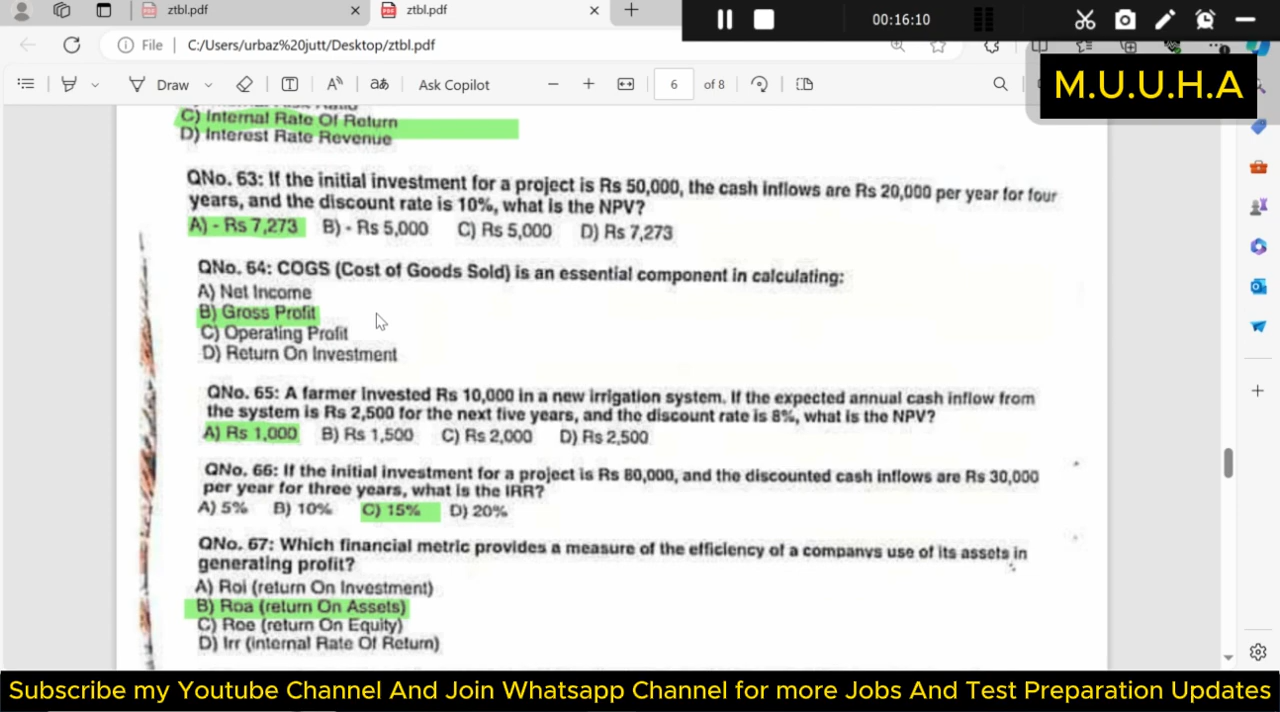 ztbl.pdf
ztbl.pdf
00:16:10
File C:/Users/urbaz%20jutt/Desktop/ztbl.pdf
Draw
Ask Copilot
6 of 8
M.U.U.H.A
C) Internal Rate Of Return
D) Interest Rate Revenue
QNo. 63: If the initial investment for a project is Rs 50,000, the cash inflows are Rs 20,000 per year for four
years, and the discount rate is 10%, what is the NPV?
A) - Rs 7,273 B) - Rs 5,000 C) Rs 5,000 D) Rs 7,273
QNo. 64: COGS (Cost of Goods Sold) is an essential component in calculating:
A) Net Income
B) Gross Profit
C) Operating Profit
D) Return On Investment
QNo. 65: A farmer invested Rs 10,000 in a new irrigation system. If the expected annual cash inflow from
the system is Rs 2,500 for the next five years, and the discount rate is 8%, what is the NPV?
A) Rs 1,000 B) Rs 1,500 C) Rs 2,000 D) Rs 2,500
QNo. 66: If the initial investment for a project is Rs 80,000, and the discounted cash inflows are Rs 30,000
per year for three years, what is the IRR?
A) 5% B) 10% C) 15% D) 20%
QNo. 67: Which financial metric provides a measure of the efficiency of a companys use of its assets in
generating profit?
A) Roi (return On Investment)
B) Roa (return On Assets)
C) Roe (return On Equity)
D) Irr (internal Rate Of Return)
Subscribe my Youtube Channel And Join Whatsapp Channel for more Jobs And Test Preparation Updates